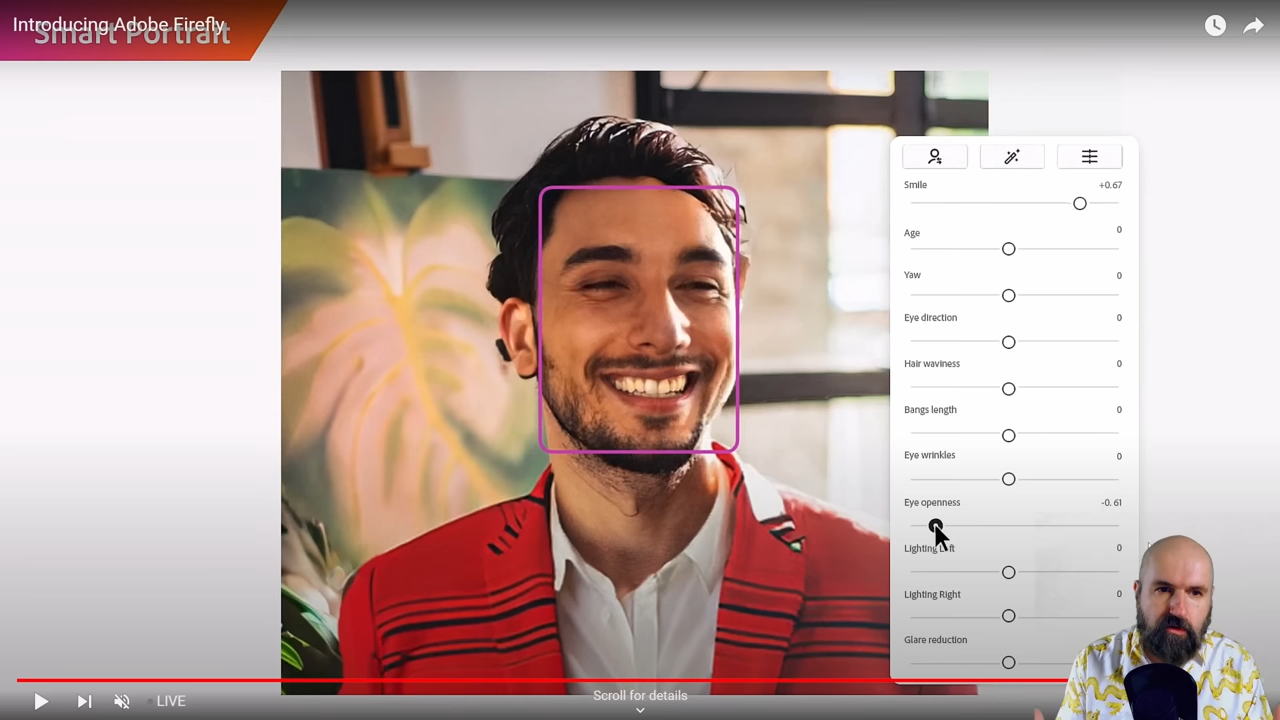 Introducing Adobe Firefly
Smart Portrait
Smile +0.67
Age 0
Yaw 0
Eye direction 0
Hair waviness 0
Bangs length 0
Eye wrinkles 0
Eye openness -0. 61
Lighting Left 0
Lighting Right 0
Glare reduction
LIVE
Scroll for details